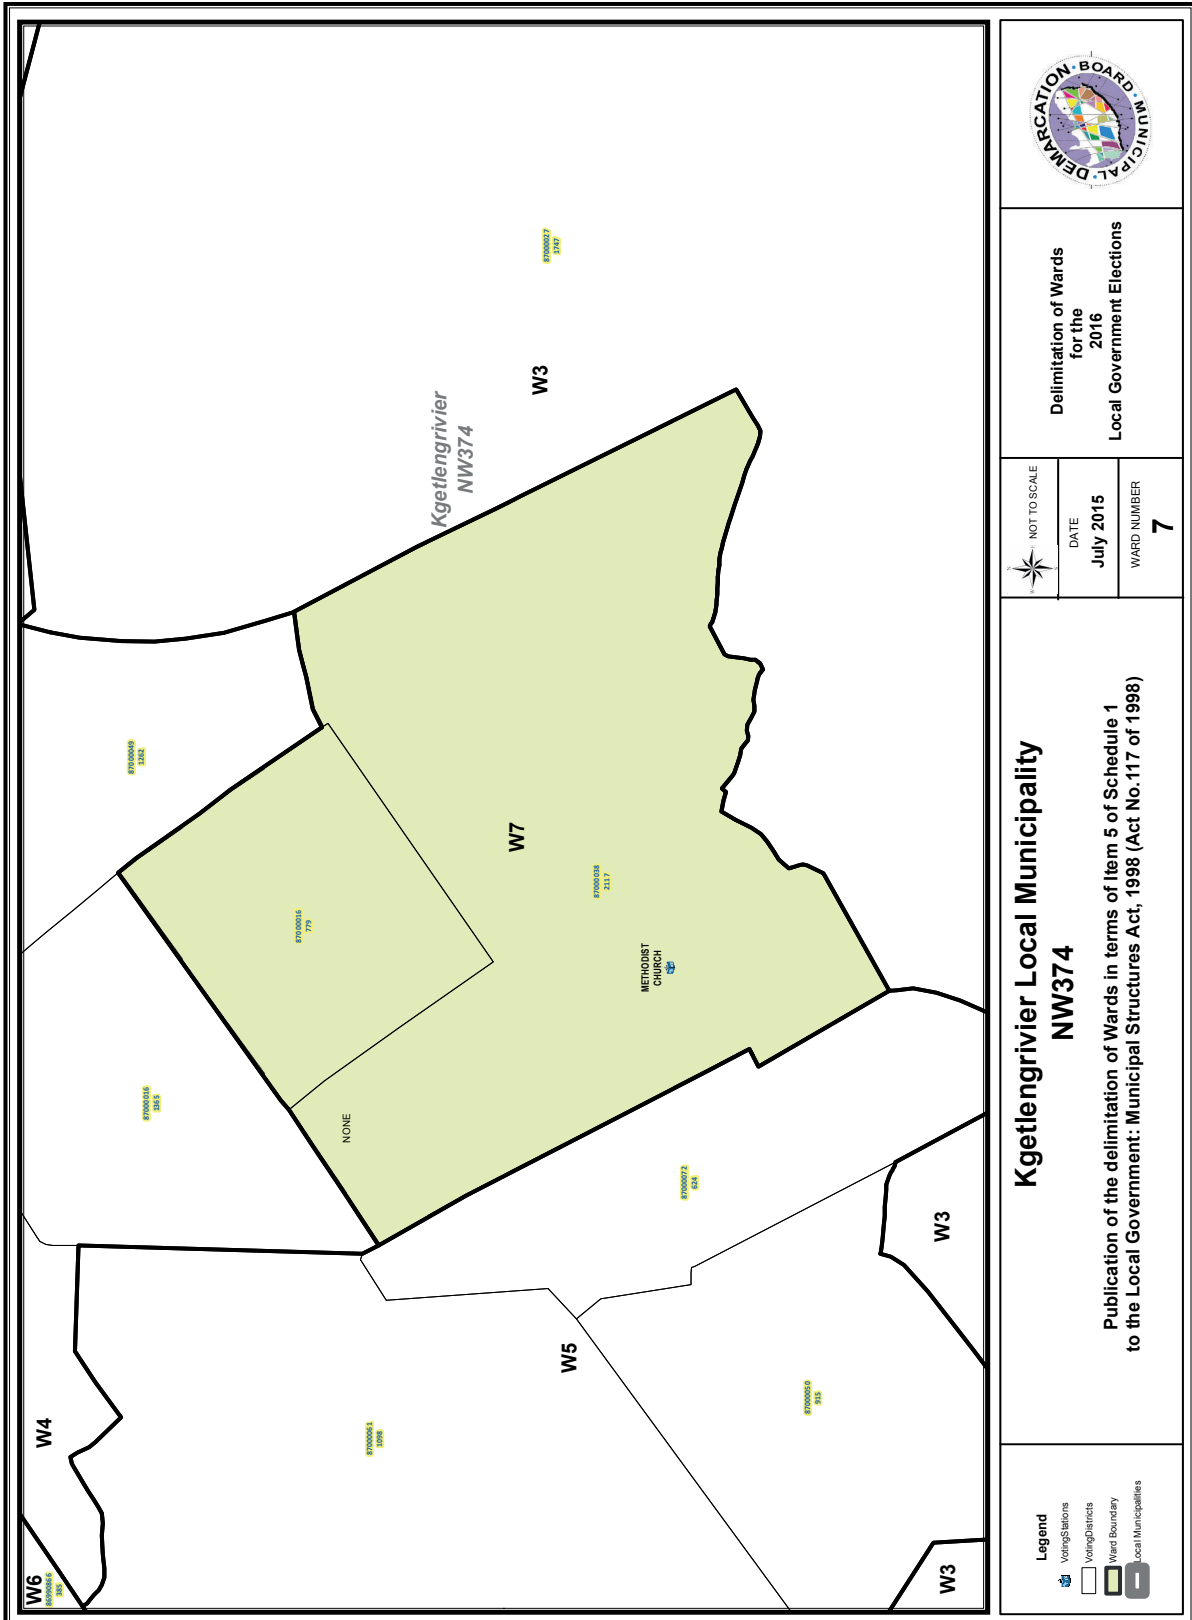 W6
86990866
385
W4
87000016
1365
87000049
1262
87000016
779
NONE
87000061
1098
Kgetlengrivier
NW374
W7
W3
87000027
1747
W5
87000038
2117
METHODIST
CHURCH
87000072
624
87000050
915
W3
W3
Legend
VotingStations
VotingDistricts
Ward Boundary
Local Municipalities
Kgetlengrivier Local Municipality
NW374
Publication of the delimitation of Wards in terms of Item 5 of Schedule 1
to the Local Government: Municipal Structures Act, 1998 (Act No.117 of 1998)
NOT TO SCALE
DATE
July 2015
WARD NUMBER
7
Delimitation of Wards
for the
2016
Local Government Elections
MUNICIPAL · DEMARCATION · BOARD ·